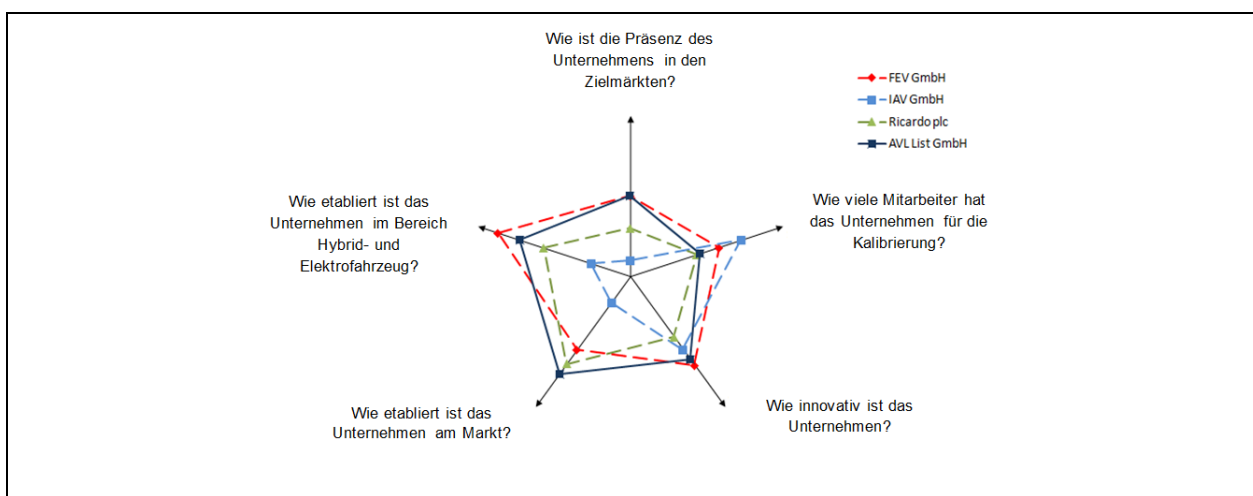 Wie ist die Präsenz des
Unternehmens in den
Zielmärkten?
FEV GmbH
IAV GmbH
Ricardo plc
AVL List GmbH
Wie viele Mitarbeiter hat
das Unternehmen für die
Kalibrierung?
Wie etabliert ist das
Unternehmen im Bereich
Hybrid- und
Elektrofahrzeug?
Wie innovativ ist das
Unternehmen?
Wie etabliert ist das
Unternehmen am Markt?